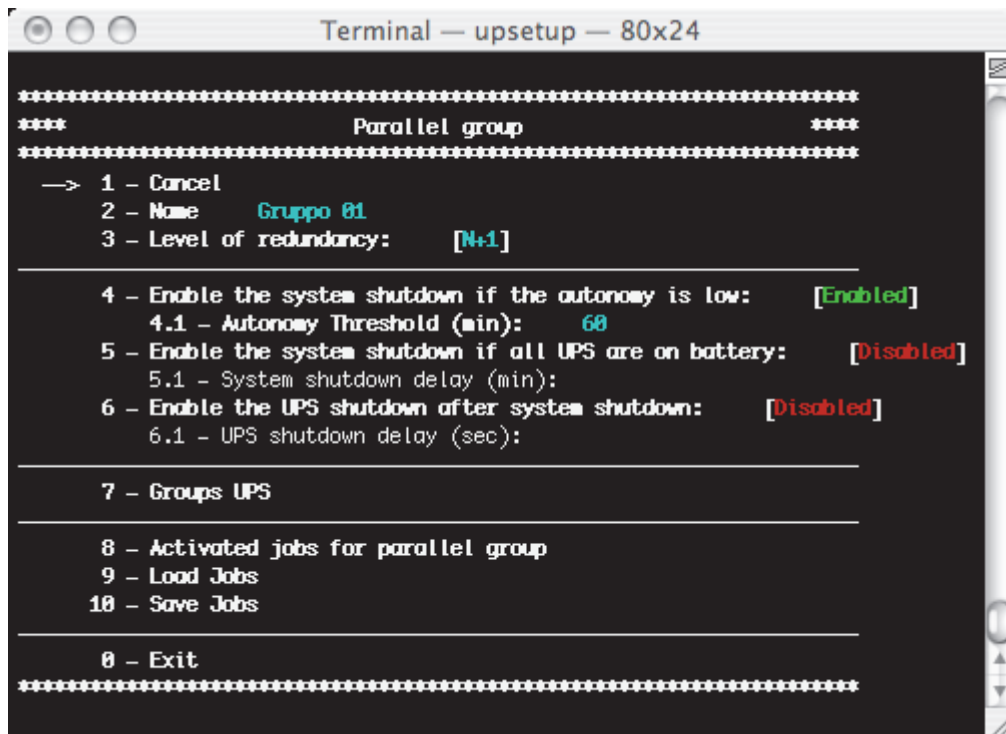 Terminal — upsetup — 80x24
**********************************************************************
**** Parallel group ****
**********************************************************************
—> 1 – Cancel
2 – Name Gruppo 01
3 – Level of redundancy: [N+1]
4 – Enable the system shutdown if the autonomy is low: [Enabled]
4.1 – Autonomy Threshold (min): 60
5 – Enable the system shutdown if all UPS are on battery: [Disabled]
5.1 – System shutdown delay (min):
6 – Enable the UPS shutdown after system shutdown: [Disabled]
6.1 – UPS shutdown delay (sec):
7 – Groups UPS
8 – Activated jobs for parallel group
9 – Load Jobs
10 – Save Jobs
0 – Exit
**********************************************************************